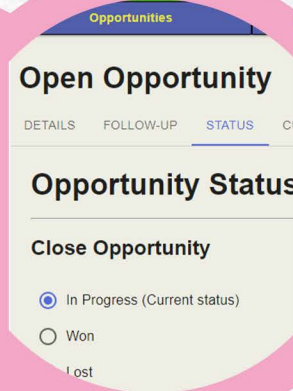 Opportunities
Open Opportunity
DETAILS FOLLOW-UP STATUS
Opportunity Status
Close Opportunity
In Progress (Current status)
Won
Lost